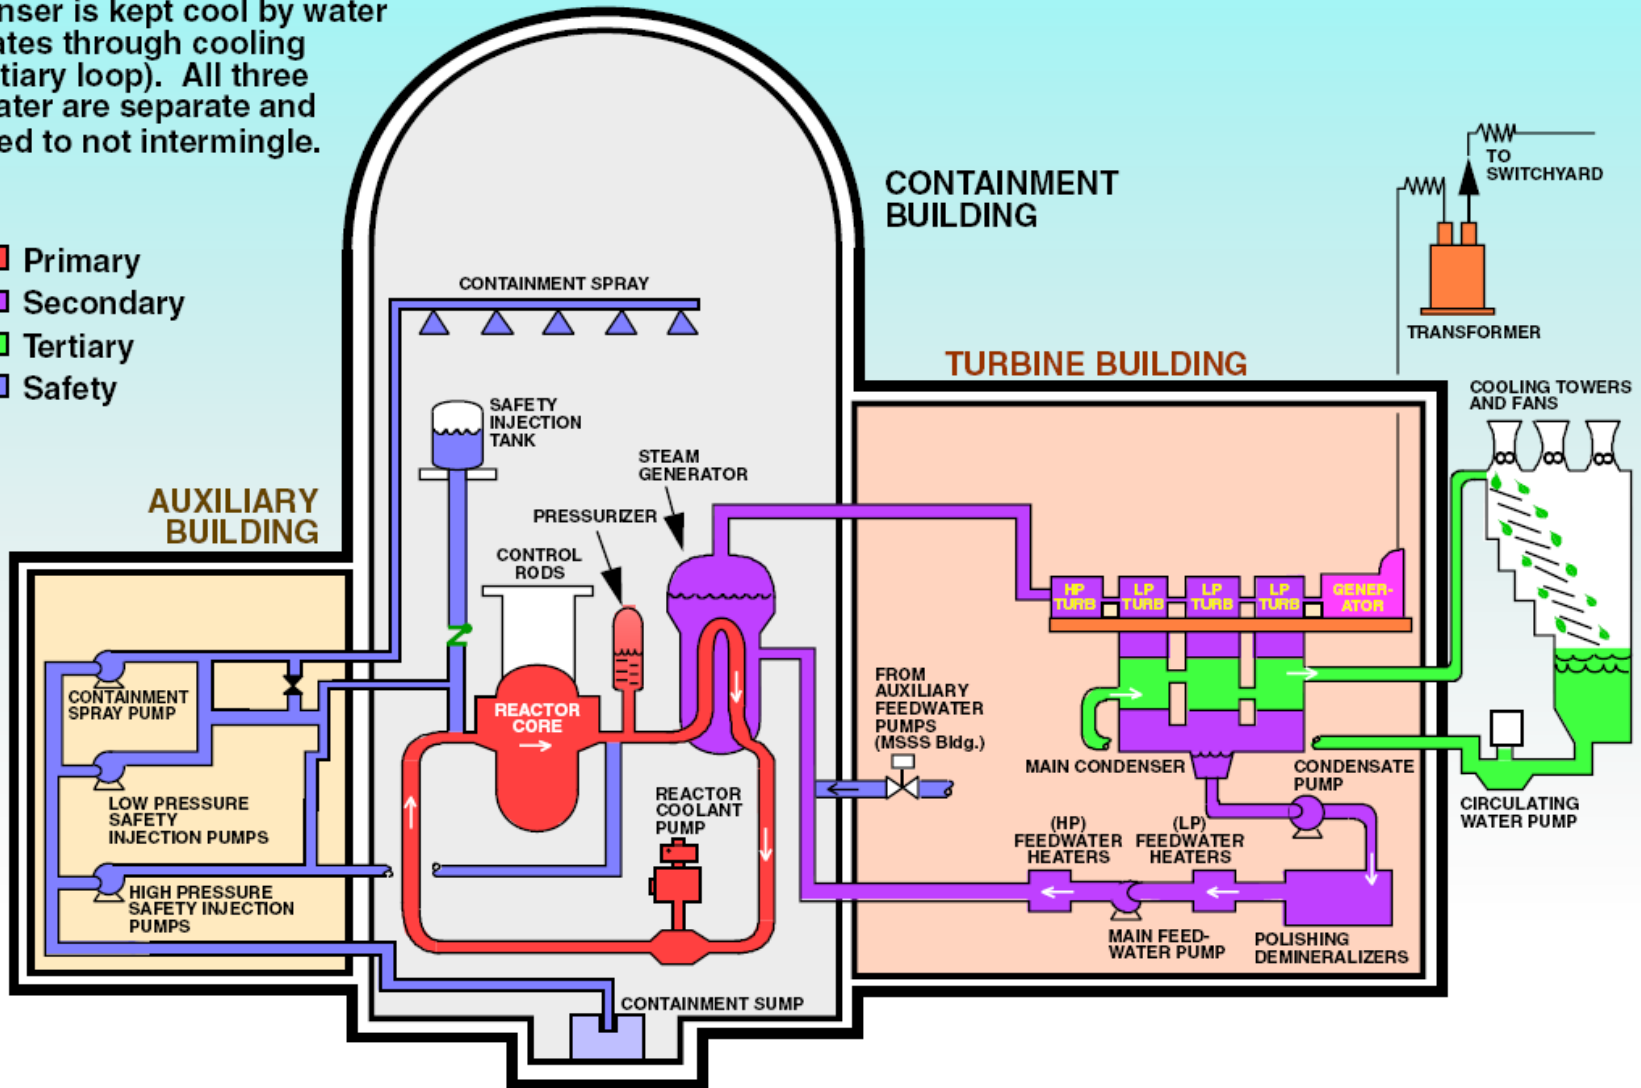 nser is kept cool by water
ates through cooling
tiary loop). All three
ater are separate and
ed to not intermingle.
Primary
Secondary
Tertiary
Safety
CONTAINMENT
BUILDING
TO
SWITCHYARD
TRANSFORMER
CONTAINMENT SPRAY
TURBINE BUILDING
COOLING TOWERS
AND FANS
SAFETY
INJECTION
TANK
STEAM
GENERATOR
AUXILIARY
BUILDING
PRESSURIZER
CONTROL
RODS
HP
TURB
LP
TURB
LP
TURB
LP
TURB
GENER-
ATOR
CONTAINMENT
SPRAY PUMP
REACTOR
CORE
FROM
AUXILIARY
FEEDWATER
PUMPS
(MSSS Bldg.)
MAIN CONDENSER
CONDENSATE
PUMP
LOW PRESSURE
SAFETY
INJECTION PUMPS
REACTOR
COOLANT
PUMP
CIRCULATING
WATER PUMP
(HP)
FEEDWATER
HEATERS
(LP)
FEEDWATER
HEATERS
HIGH PRESSURE
SAFETY INJECTION
PUMPS
MAIN FEED-
WATER PUMP
POLISHING
DEMINERALIZERS
CONTAINMENT SUMP